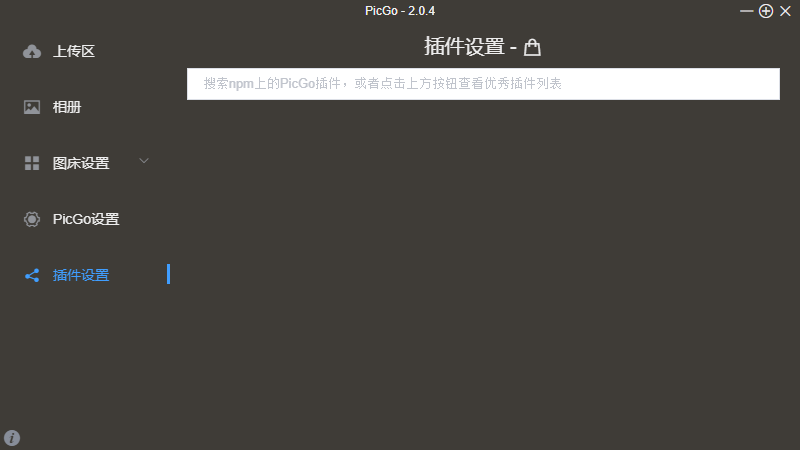 PicGo - 2.0.4
上传区
相册
图床设置
PicGo设置
插件设置
插件设置 -
搜索npm上的PicGo插件，或者点击上方按钮查看优秀插件列表